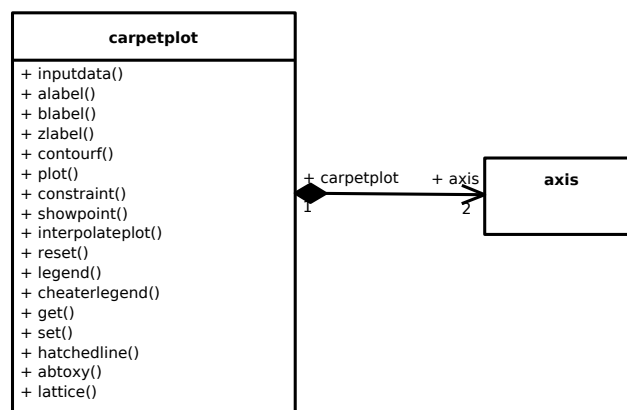 carpetplot
+ inputdata()
+ alabel()
+ blabel()
+ zlabel()
+ contourf()
+ plot()
+ constraint()
+ showpoint()
+ interpolateplot()
+ reset()
+ legend()
+ cheaterlegend()
+ get()
+ set()
+ hatchedline()
+ abtoxy()
+ lattice()
+ carpetplot
1
+ axis
2
axis